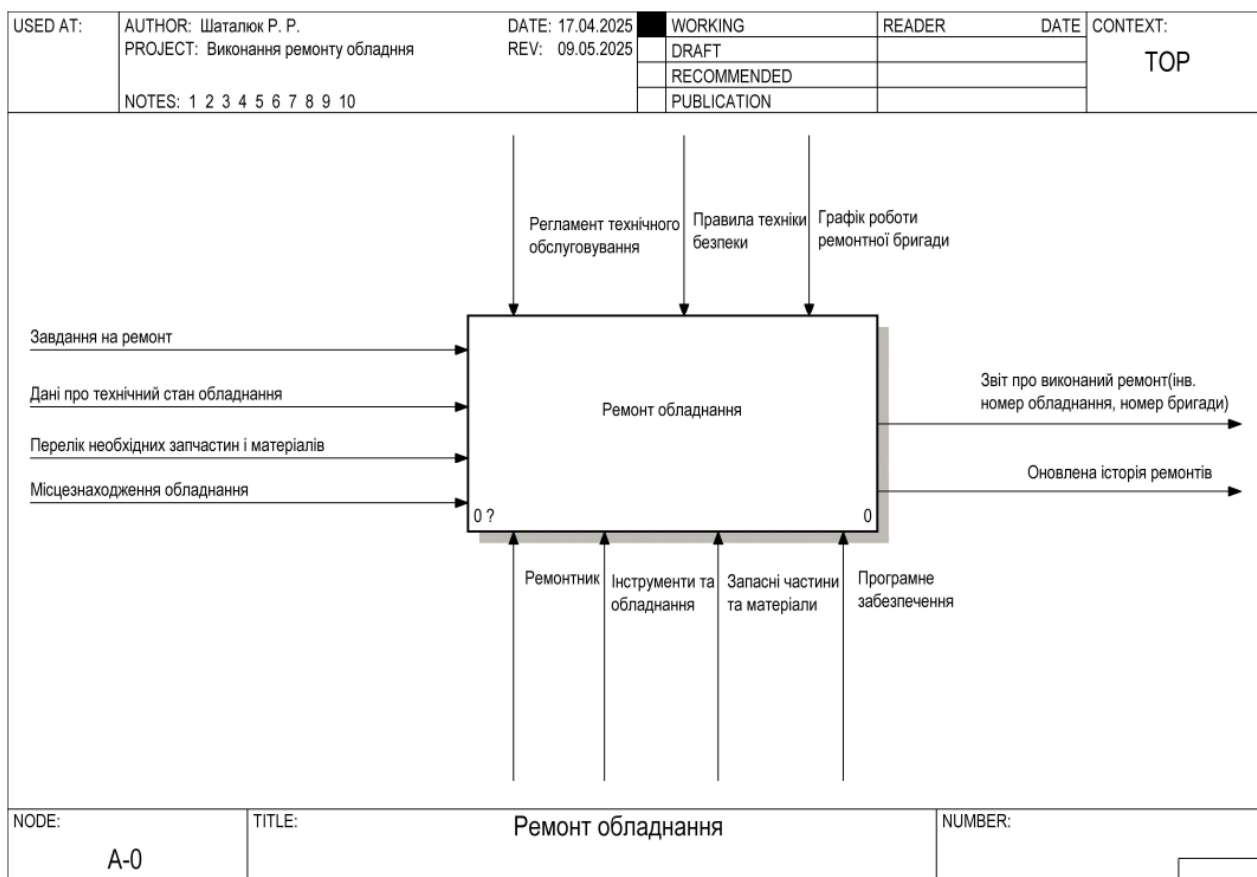 USED AT:
AUTHOR: Шаталюк Р. Р.
DATE: 17.04.2025
PROJECT: Виконання ремонту обладння
REV: 09.05.2025
NOTES: 1 2 3 4 5 6 7 8 9 10
WORKING
DRAFT
RECOMMENDED
PUBLICATION
READER
DATE
CONTEXT:
TOP
Регламент технічного
обслуговування
Правила техніки
безпеки
Графік роботи
ремонтної бригади
Завдання на ремонт
Дані про технічний стан обладнання
Перелік необхідних запчастин і матеріалів
Місцезнаходження обладнання
Ремонт обладнання
0 ?
0
Звіт про виконаний ремонт(інв.
номер обладнання, номер бригади)
Оновлена історія ремонтів
Ремонтник
Інструменти та
обладнання
Запасні частини
та матеріали
Програмне
забезпечення
NODE:
A-0
TITLE:
Ремонт обладнання
NUMBER: